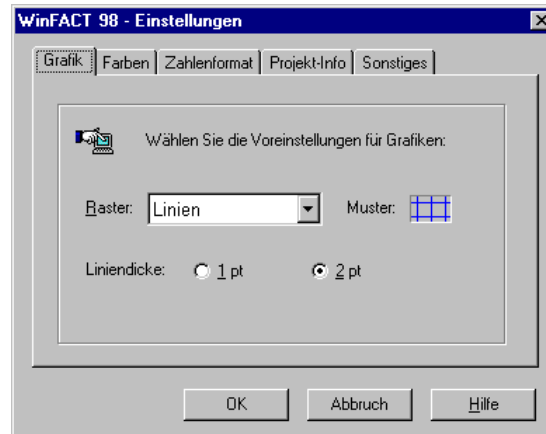 WinFACT 98 - Einstellungen
Grafik Farben Zahlenformat Projekt-Info Sonstiges
Wählen Sie die Voreinstellungen für Grafiken:
Raster: Linien Muster:
Liniendicke: 1 pt 2 pt
OK Abbruch Hilfe